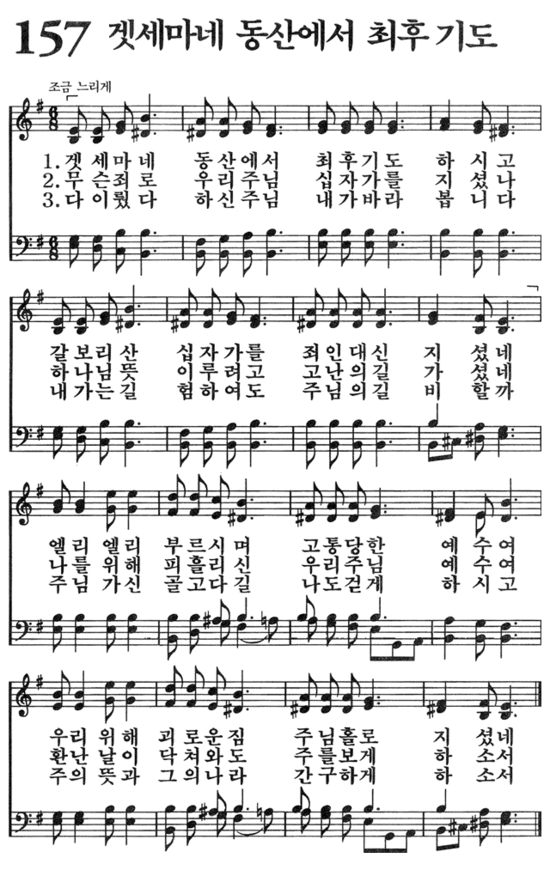 157 겟세마네 동산에서 최후 기도
조금 느리게
1. 겟 세 마 네 동 산 에 서 최 후 기 도 하 시 고
2. 무 슨 죄 로 우 리 주 님 십 자 가 를 지 셨 나
3. 다 이 뤘 다 하 신 주 님 내 가 바 라 봅 니 다
갈 보 리 산 십 자 가 를 죄 인 대 신 지 셨 네
하 나 님 뜻 이 루 려 고 고 난 의 길 가 셨 네
내 가 는 길 험 하 여 도 주 님 의 길 비 할 까
엘 리 엘 리 부 르 시 며 고 통 당 한 예 수 여
나 를 위 해 피 흘 리 신 우 리 주 님 예 수 여
주 님 가 신 골 고 다 길 나 도 걷 게 하 시 고
우 리 위 해 괴 로 운 짐 주 님 홀 로 지 셨 네
환 난 날 이 닥 쳐 와 도 주 를 보 게 하 소 서
주 의 뜻 과 그 의 나 라 간 구 하 게 하 소 서